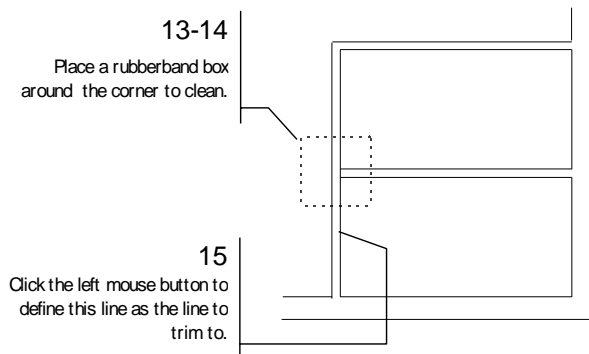 13-14
Place a rubberband box
around the corner to clean.
15
Click the left mouse button to
define this line as the line to
trim to.